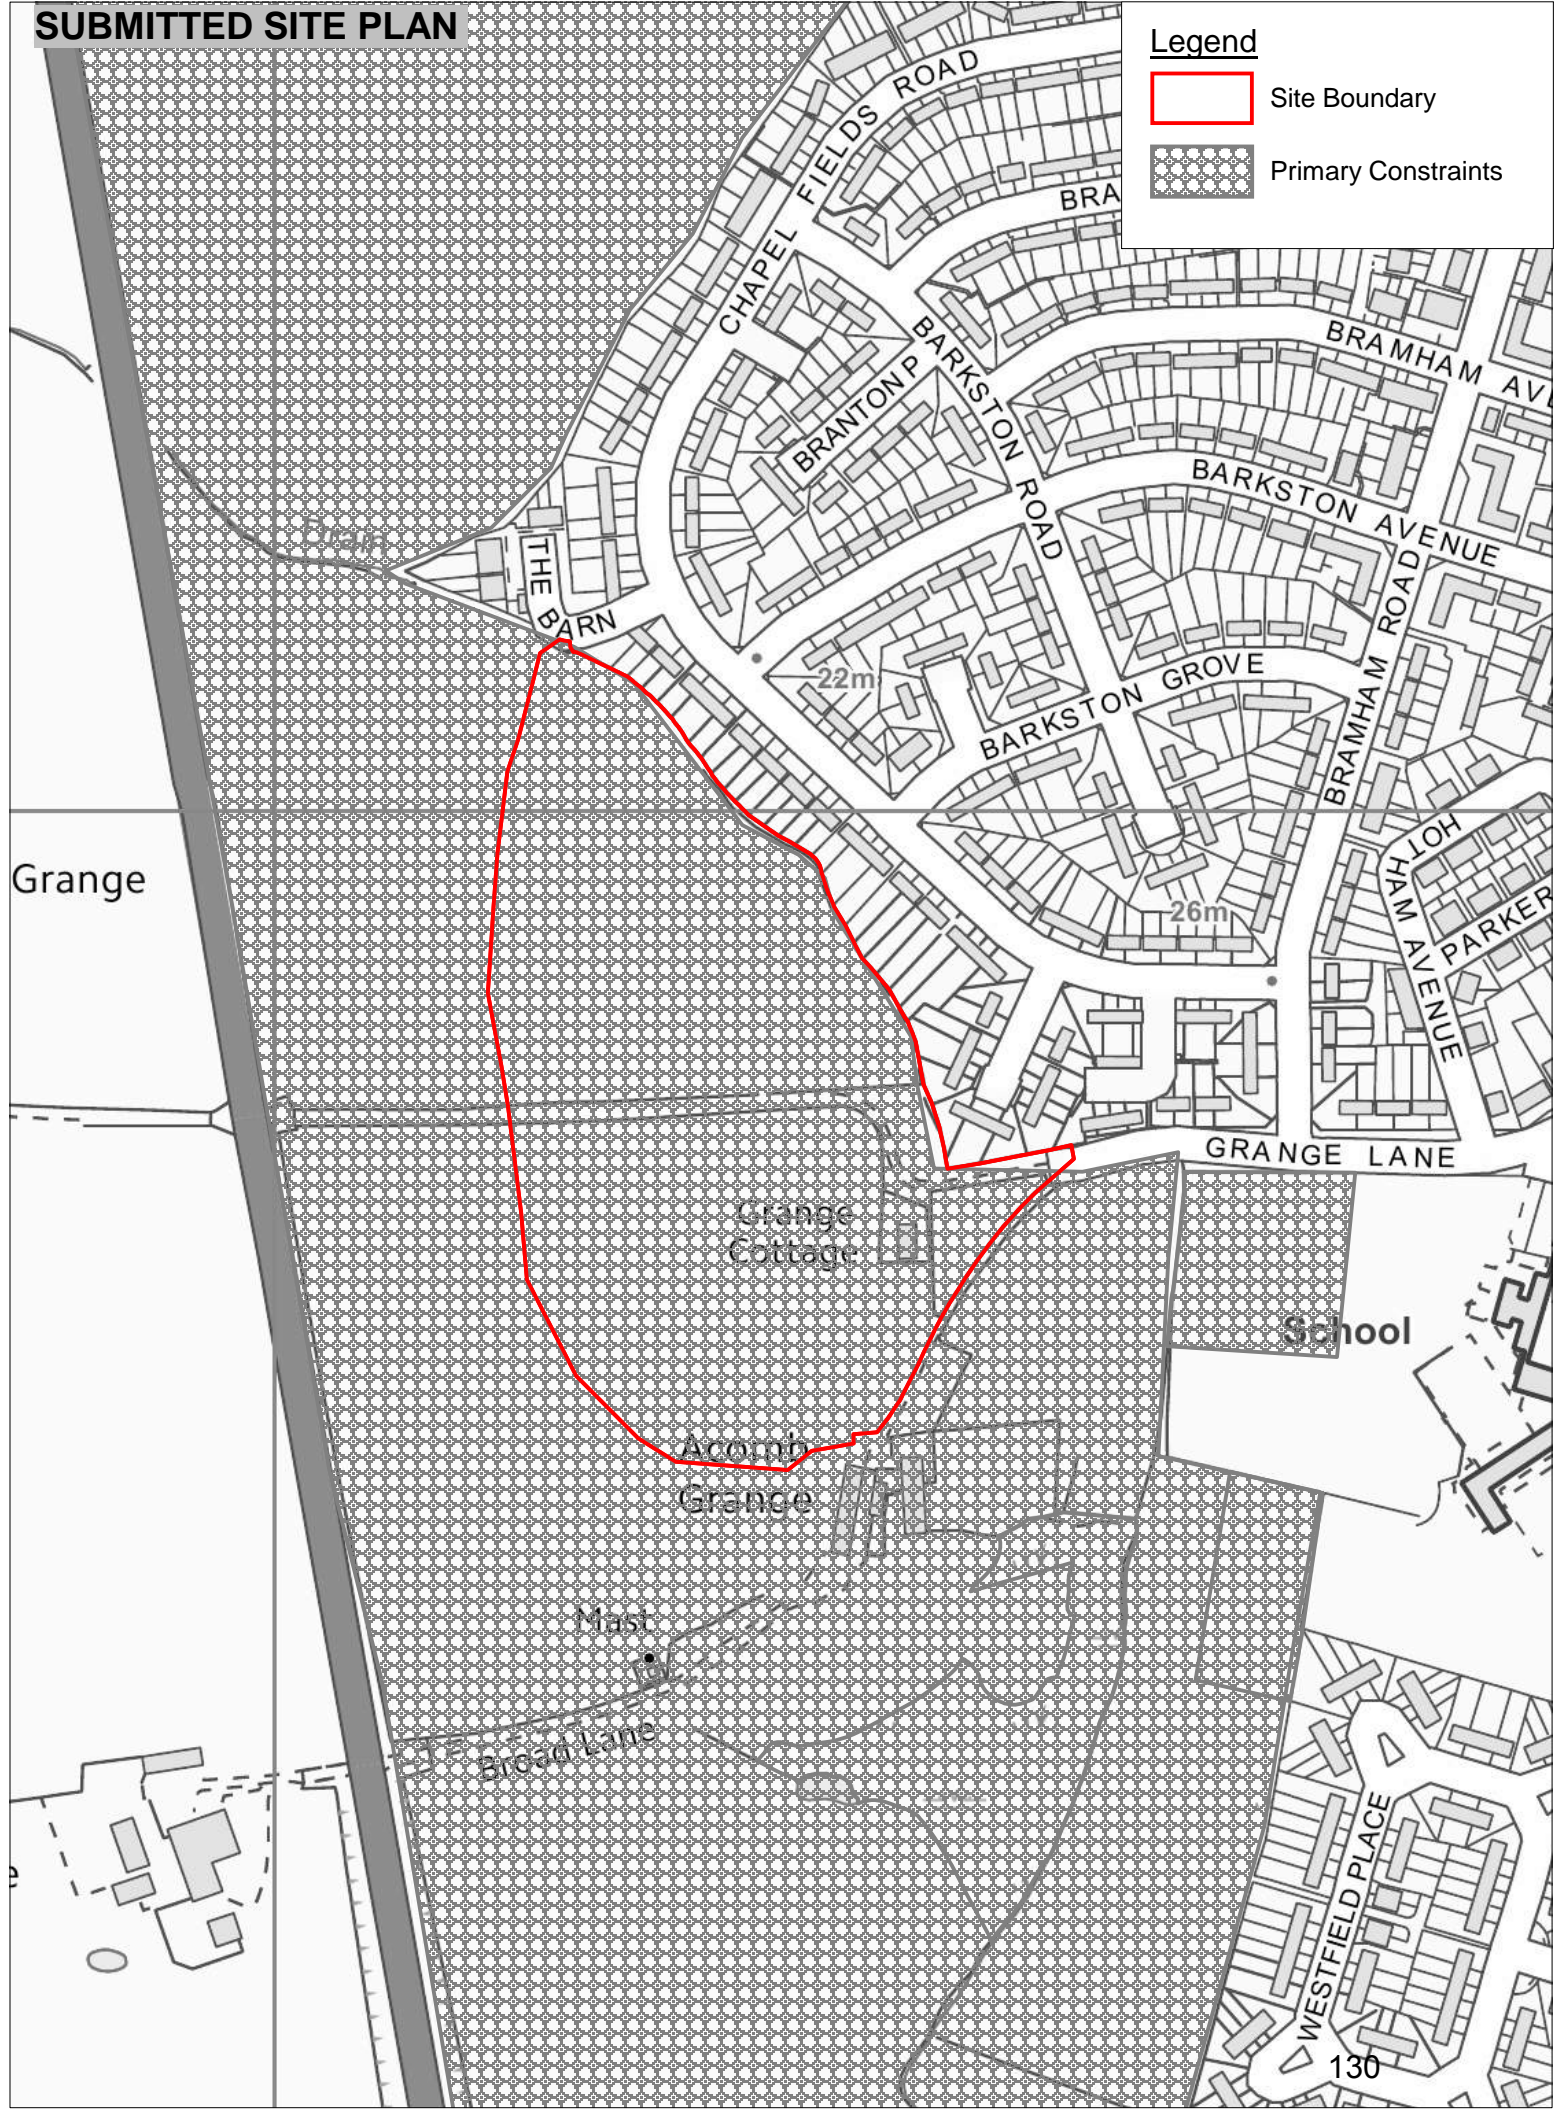 SUBMITTED SITE PLAN
Legend
Site Boundary
Primary Constraints
CHAPEL FIELDS ROAD
BRA
BARKSTON ROAD
BRANTON P
BRAMHAM AVE
BARKSTON AVENUE
Drain
THE BARN
22m
BARKSTON GROVE
BRAMHAM ROAD
HOTHAM AVENUE
PARKER
Grange
26m
GRANGE LANE
Grange
Cottage
School
Acomb
Grange
Mast
Broad Lane
WESTFIELD PLACE
e
130